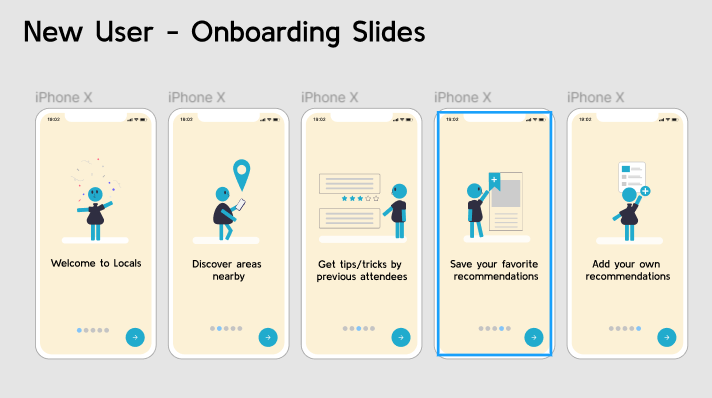 New User - Onboarding Slides
iPhone X
iPhone X
iPhone X
iPhone X
iPhone X
19:02
19:02
19:02
19:02
19:02
Welcome to Locals
Discover areas
nearby
Get tips/tricks by
previous attendees
Save your favorite
recommendations
Add your own
recommendations